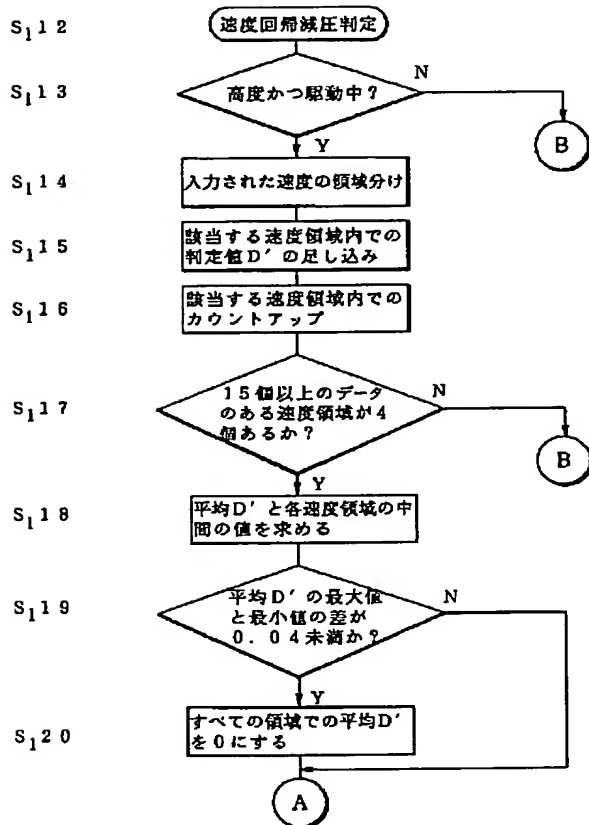 S₁12
速度回帰減圧判定
S₁13
高度かつ駆動中?
N
B
Y
S₁14
入力された速度の領域分け
S₁15
該当する速度領域内での
判定値D′の足し込み
S₁16
該当する速度領域内での
カウントアップ
S₁17
15個以上のデータ
のある速度領域が4
個あるか?
N
B
Y
S₁18
平均D′と各速度領域の中
間の値を求める
S₁19
平均D′の最大値
と最小値の差が
0.04未満か?
N
Y
S₁20
すべての領域での平均D′
を0にする
A